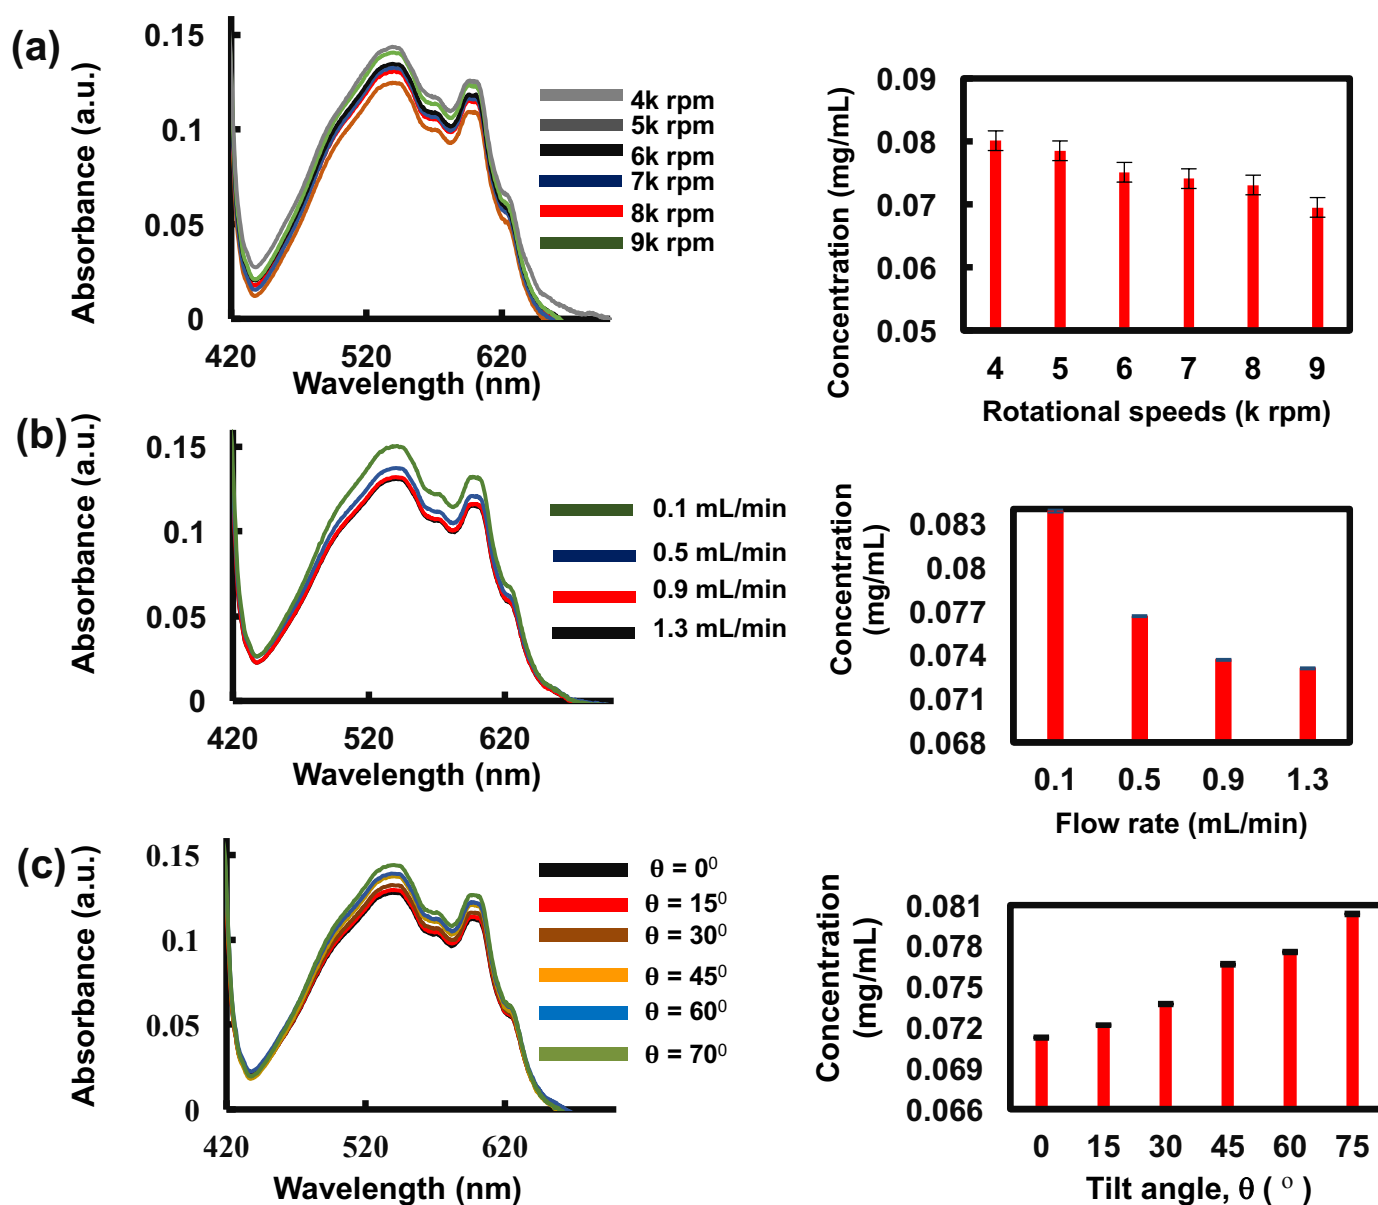 (a)
Absorbance (a.u.)
0.15
0.1
0.05
0
420 520 620
Wavelength (nm)
4k rpm
5k rpm
6k rpm
7k rpm
8k rpm
9k rpm
Concentration (mg/mL)
0.09
0.08
0.07
0.06
0.05
4 5 6 7 8 9
Rotational speeds (k rpm)
(b)
Absorbance (a.u.)
0.15
0.1
0.05
0
420 520 620
Wavelength (nm)
0.1 mL/min
0.5 mL/min
0.9 mL/min
1.3 mL/min
Concentration
(mg/mL)
0.083
0.08
0.077
0.074
0.071
0.068
0.1 0.5 0.9 1.3
Flow rate (mL/min)
(c)
Absorbance (a.u.)
0.15
0.1
0.05
0
420 520 620
Wavelength (nm)
θ = 0⁰
θ = 15⁰
θ = 30⁰
θ = 45⁰
θ = 60⁰
θ = 70⁰
Concentration
(mg/mL)
0.081
0.078
0.075
0.072
0.069
0.066
0 15 30 45 60 75
Tilt angle, θ ( ᵒ )